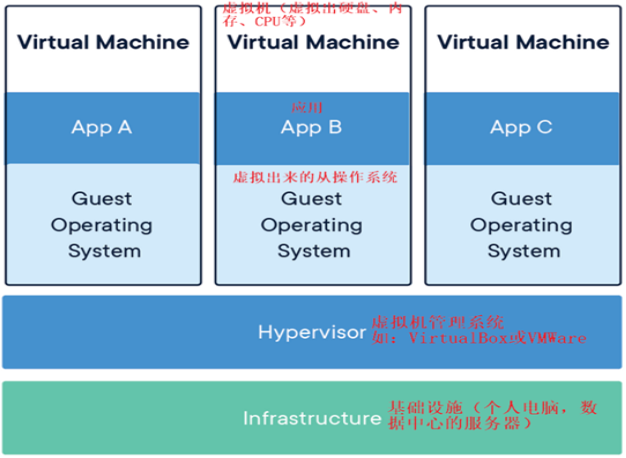 虚拟机（虚拟出硬盘、内
存、CPU等）
Virtual Machine
Virtual Machine
Virtual Machine
应用
App A
App B
App C
虚拟出来的从操作系统
Guest
Operating
System
Guest
Operating
System
Guest
Operating
System
Hypervisor
虚拟机管理系统
如：VirtualBox或VMWare
Infrastructure
基础设施（个人电脑，数
据中心的服务器）